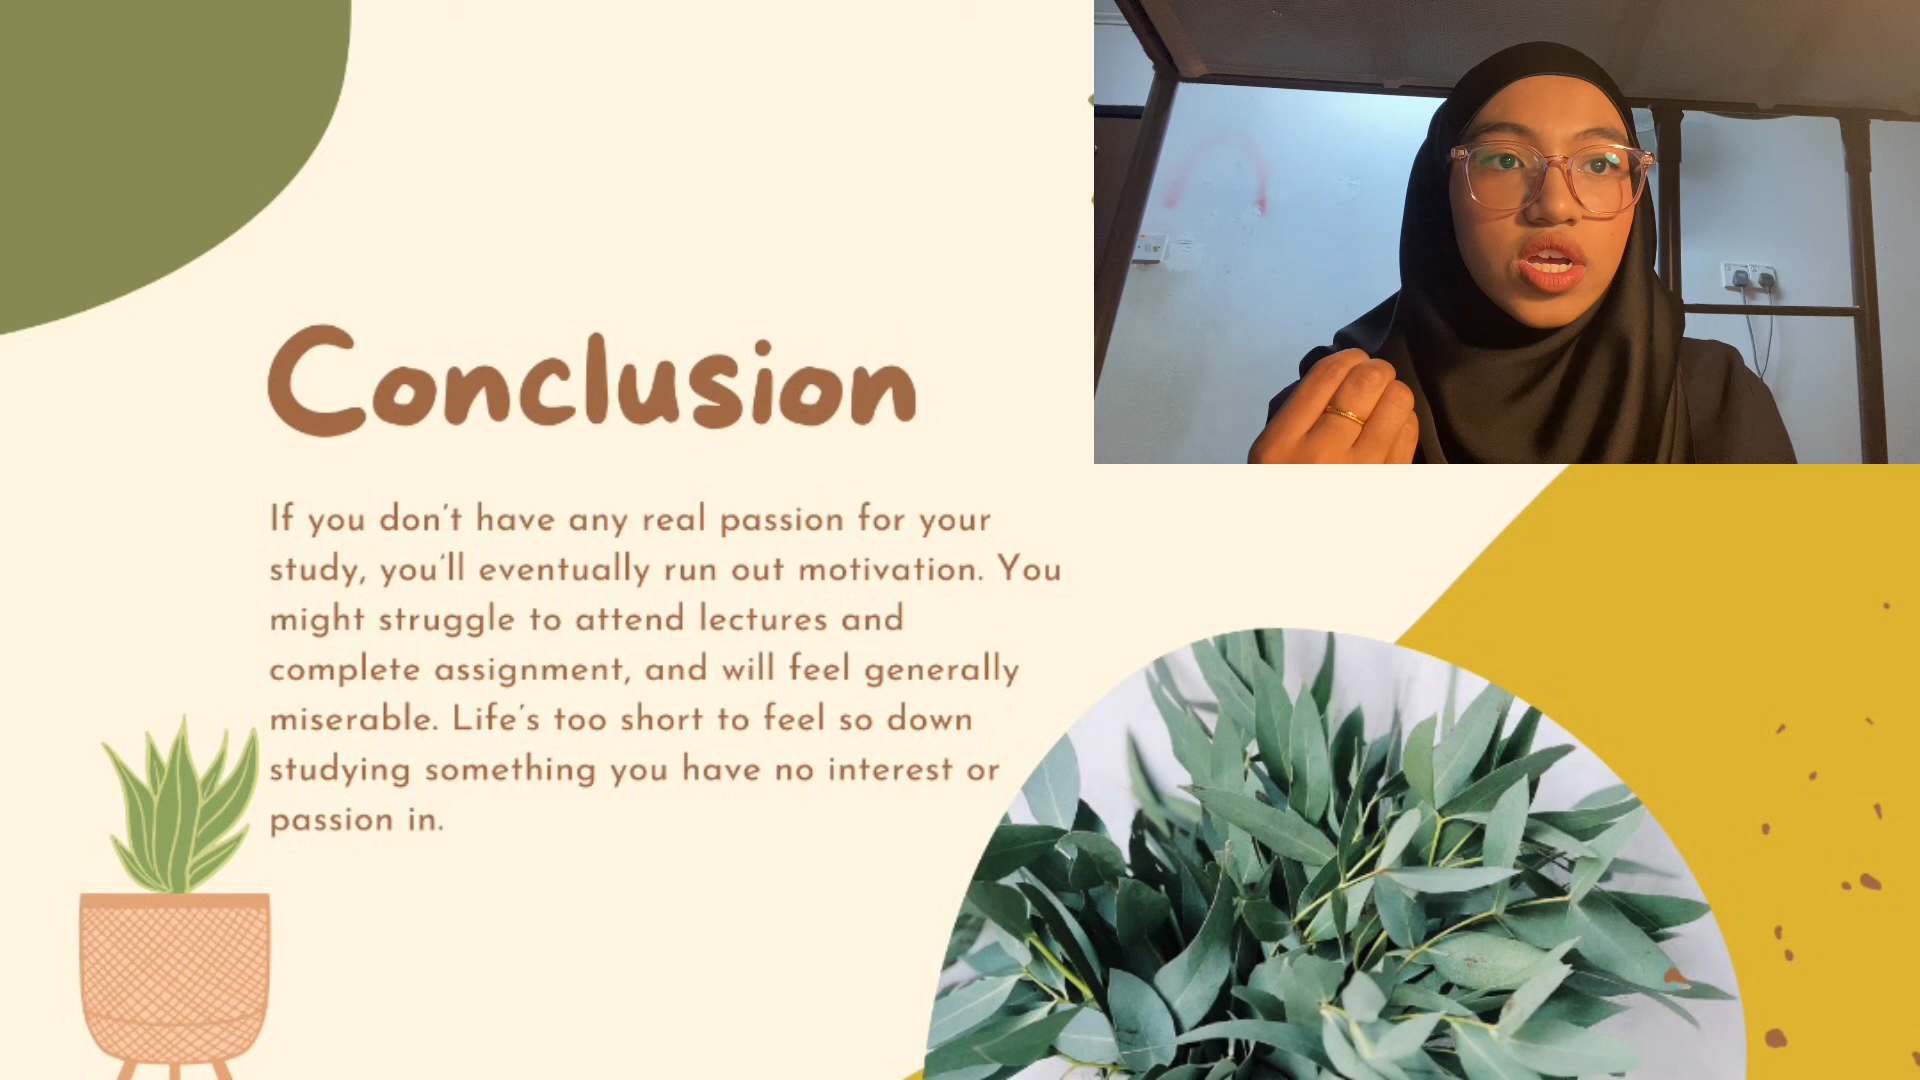 Conclusion
If you don't have any real passion for your
study, you'll eventually run out motivation. You
might struggle to attend lectures and
complete assignment, and will feel generally
miserable. Life's too short to feel so down
studying something you have no interest or
passion in.